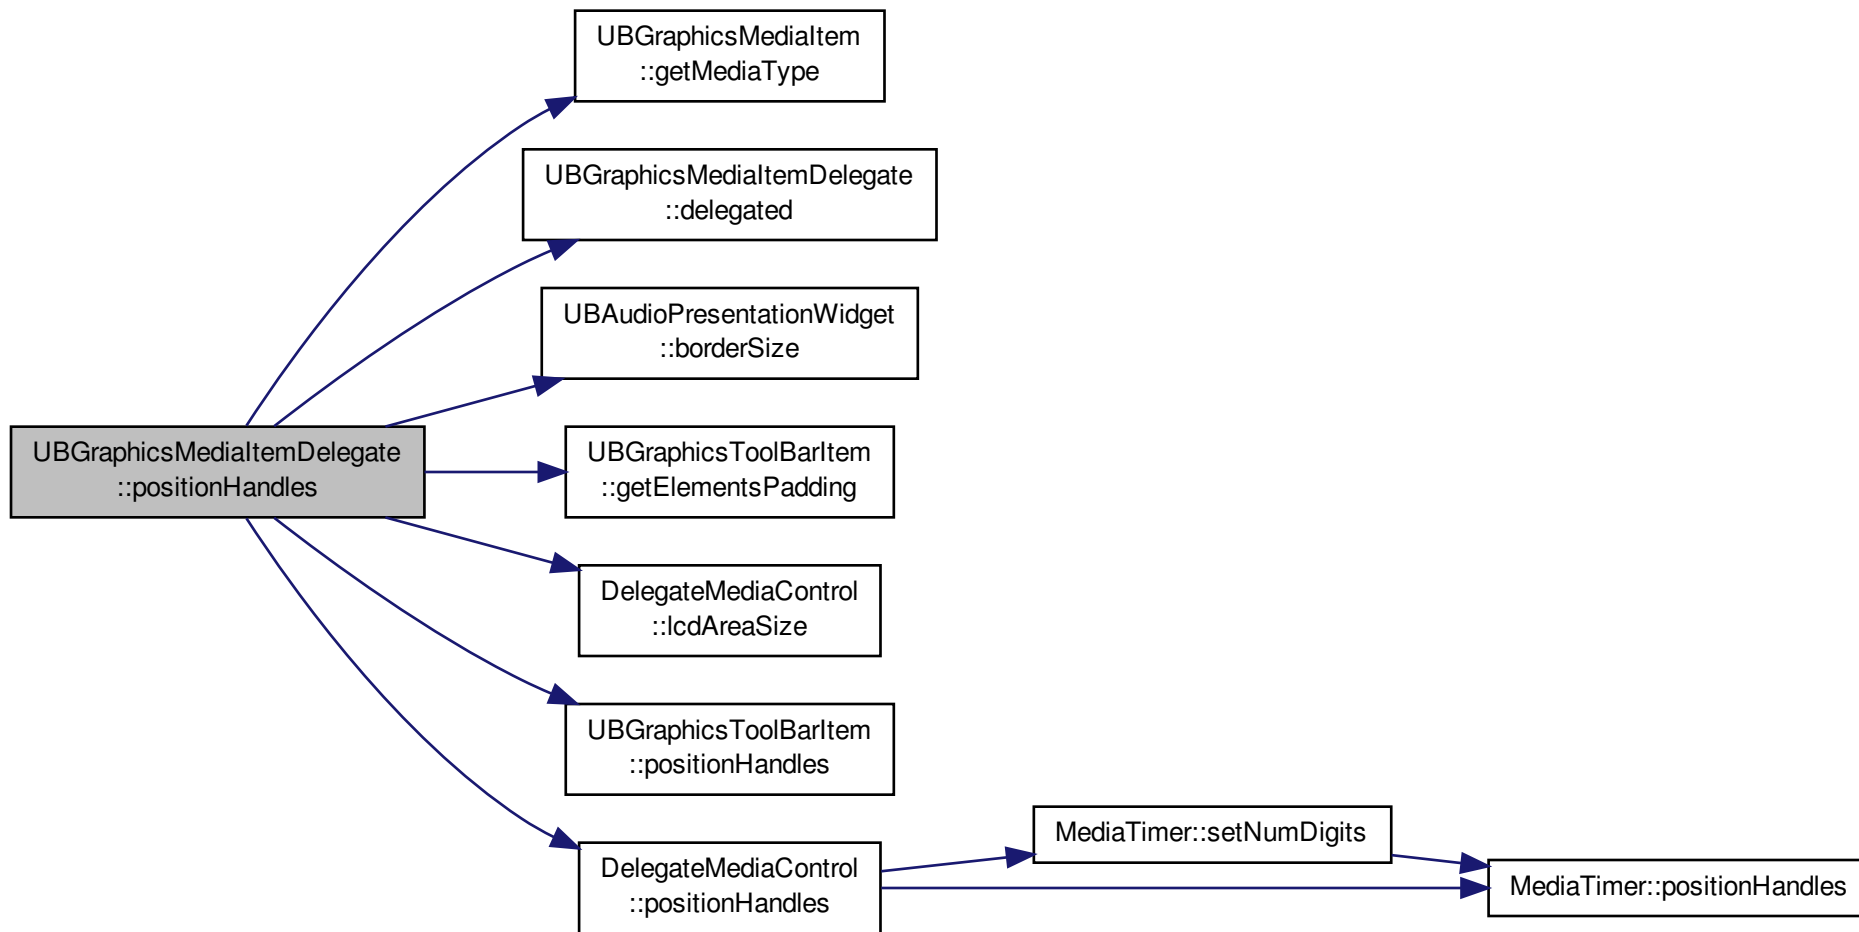 UBGraphicsMediaItem
::getMediaType
UBGraphicsMediaItemDelegate
::delegated
UBAudioPresentationWidget
::borderSize
UBGraphicsMediaItemDelegate
::positionHandles
UBGraphicsToolBarItem
::getElementsPadding
DelegateMediaControl
::lcdAreaSize
UBGraphicsToolBarItem
::positionHandles
DelegateMediaControl
::positionHandles
MediaTimer::setNumDigits
MediaTimer::positionHandles